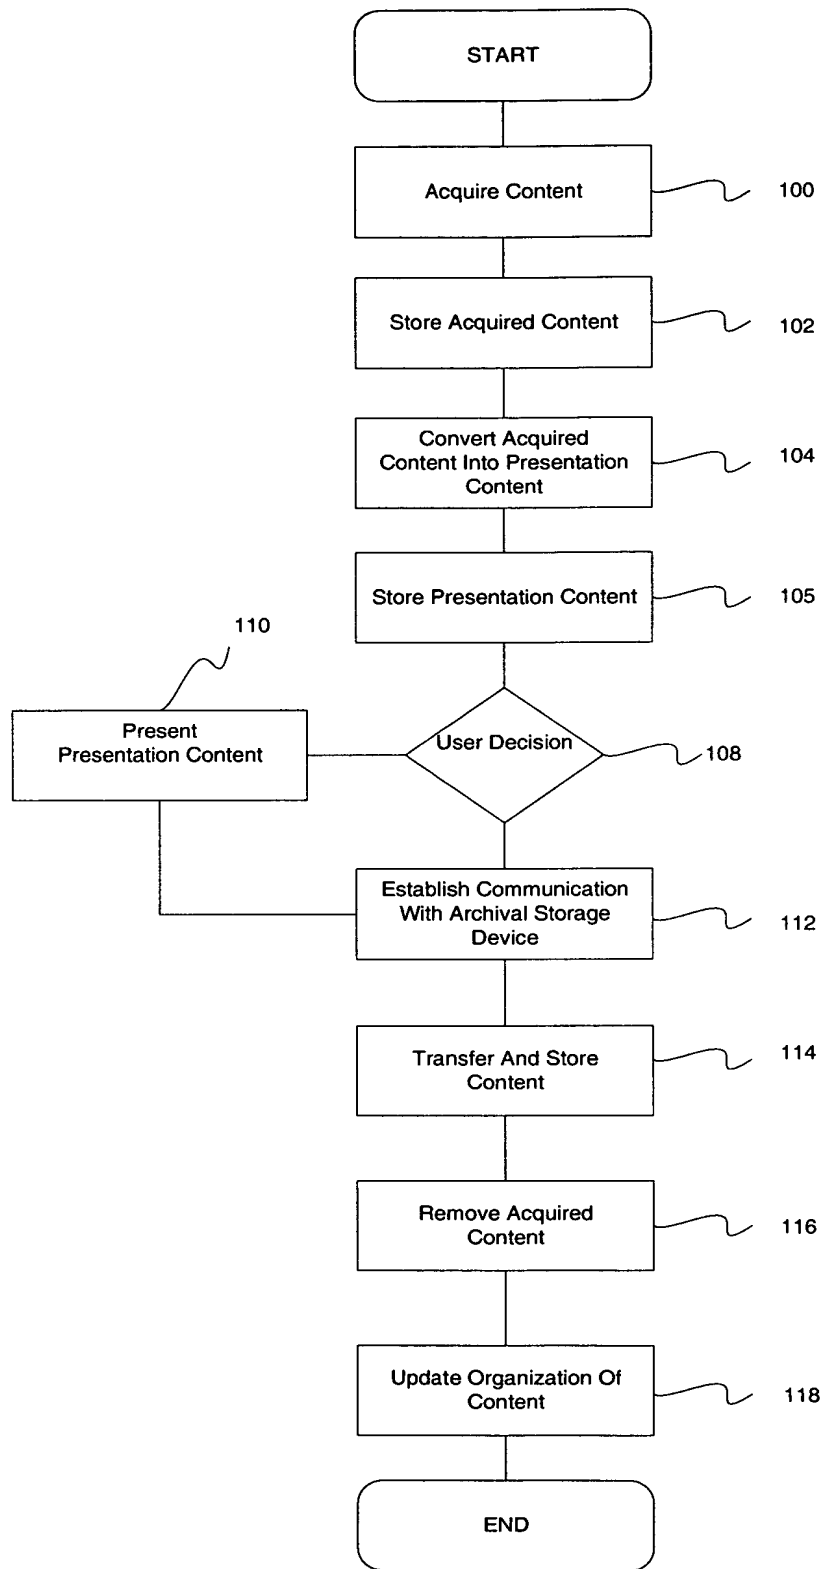 START
Acquire Content
100
Store Acquired Content
102
Convert Acquired
Content Into Presentation
Content
104
Store Presentation Content
105
110
Present
Presentation Content
User Decision
108
Establish Communication
With Archival Storage
Device
112
Transfer And Store
Content
114
Remove Acquired
Content
116
Update Organization Of
Content
118
END